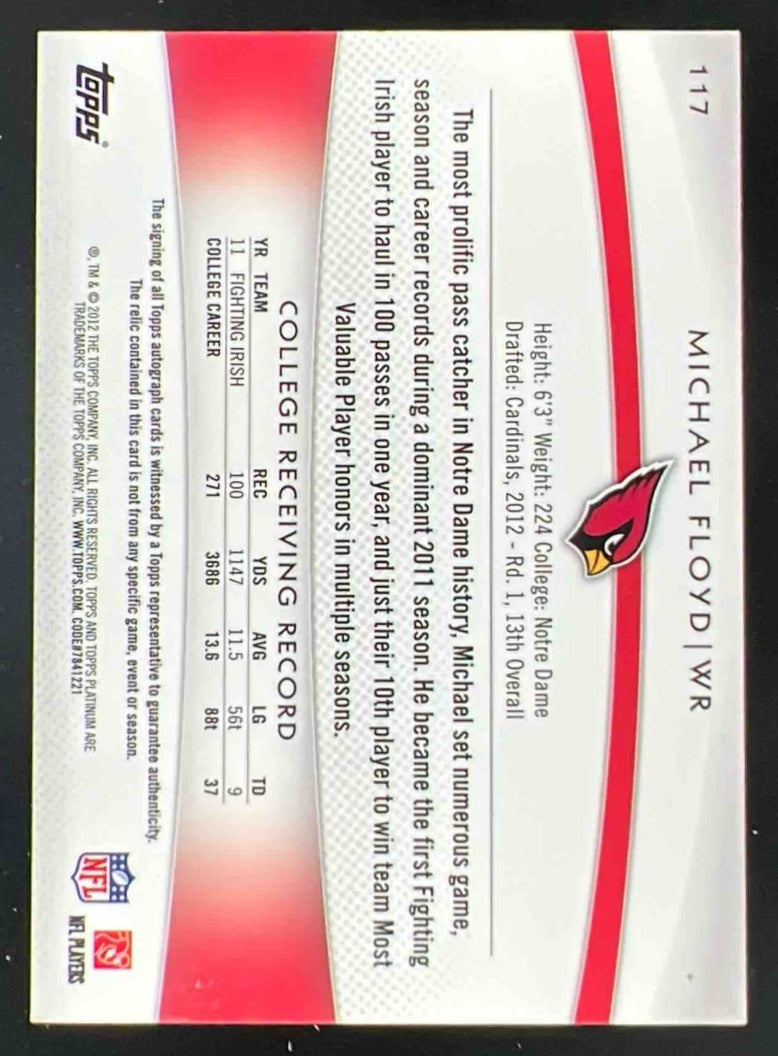 117
MICHAEL FLOYD | WR
Height: 6'3" Weight: 224 College: Notre Dame
Drafted: Cardinals, 2012 - Rd. 1, 13th Overall
The most prolific pass catcher in Notre Dame history, Michael set numerous game,
season and career records during a dominant 2011 season. He became the first Fighting
Irish player to haul in 100 passes in one year, and just their 10th player to win team Most
Valuable Player honors in multiple seasons.
COLLEGE RECEIVING RECORD
YR TEAM REC YDS AVG LG TD
11 FIGHTING IRISH 100 1147 11.5 56t 9
COLLEGE CAREER 271 3686 13.6 88t 37
The signing of all Topps autograph cards is witnessed by a Topps representative to guarantee authenticity.
The relic contained in this card is not from any specific game, event or season.
®, TM & © 2012 THE TOPPS COMPANY, INC. ALL RIGHTS RESERVED. TOPPS AND TOPPS PLATINUM ARE
TRADEMARKS OF THE TOPPS COMPANY, INC. WWW.TOPPS.COM. CODE#7841221
topps®
NFL
NFL PLAYERS